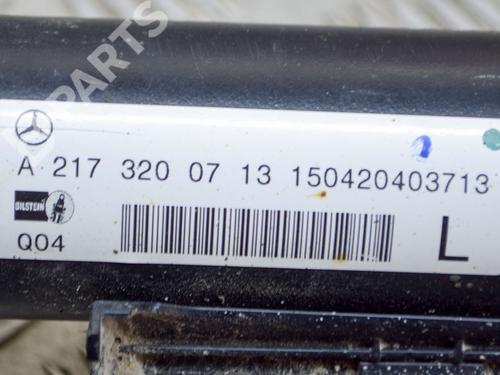 B PARTS
A 217 320 07 13 150420403713
BILSTEIN
Q04
L